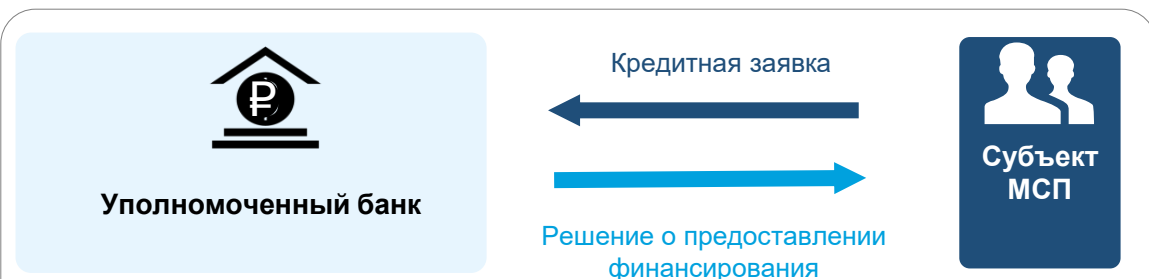 Кредитная заявка
₽
Субъект
МСП
Уполномоченный банк
Решение о предоставлении
финансирования